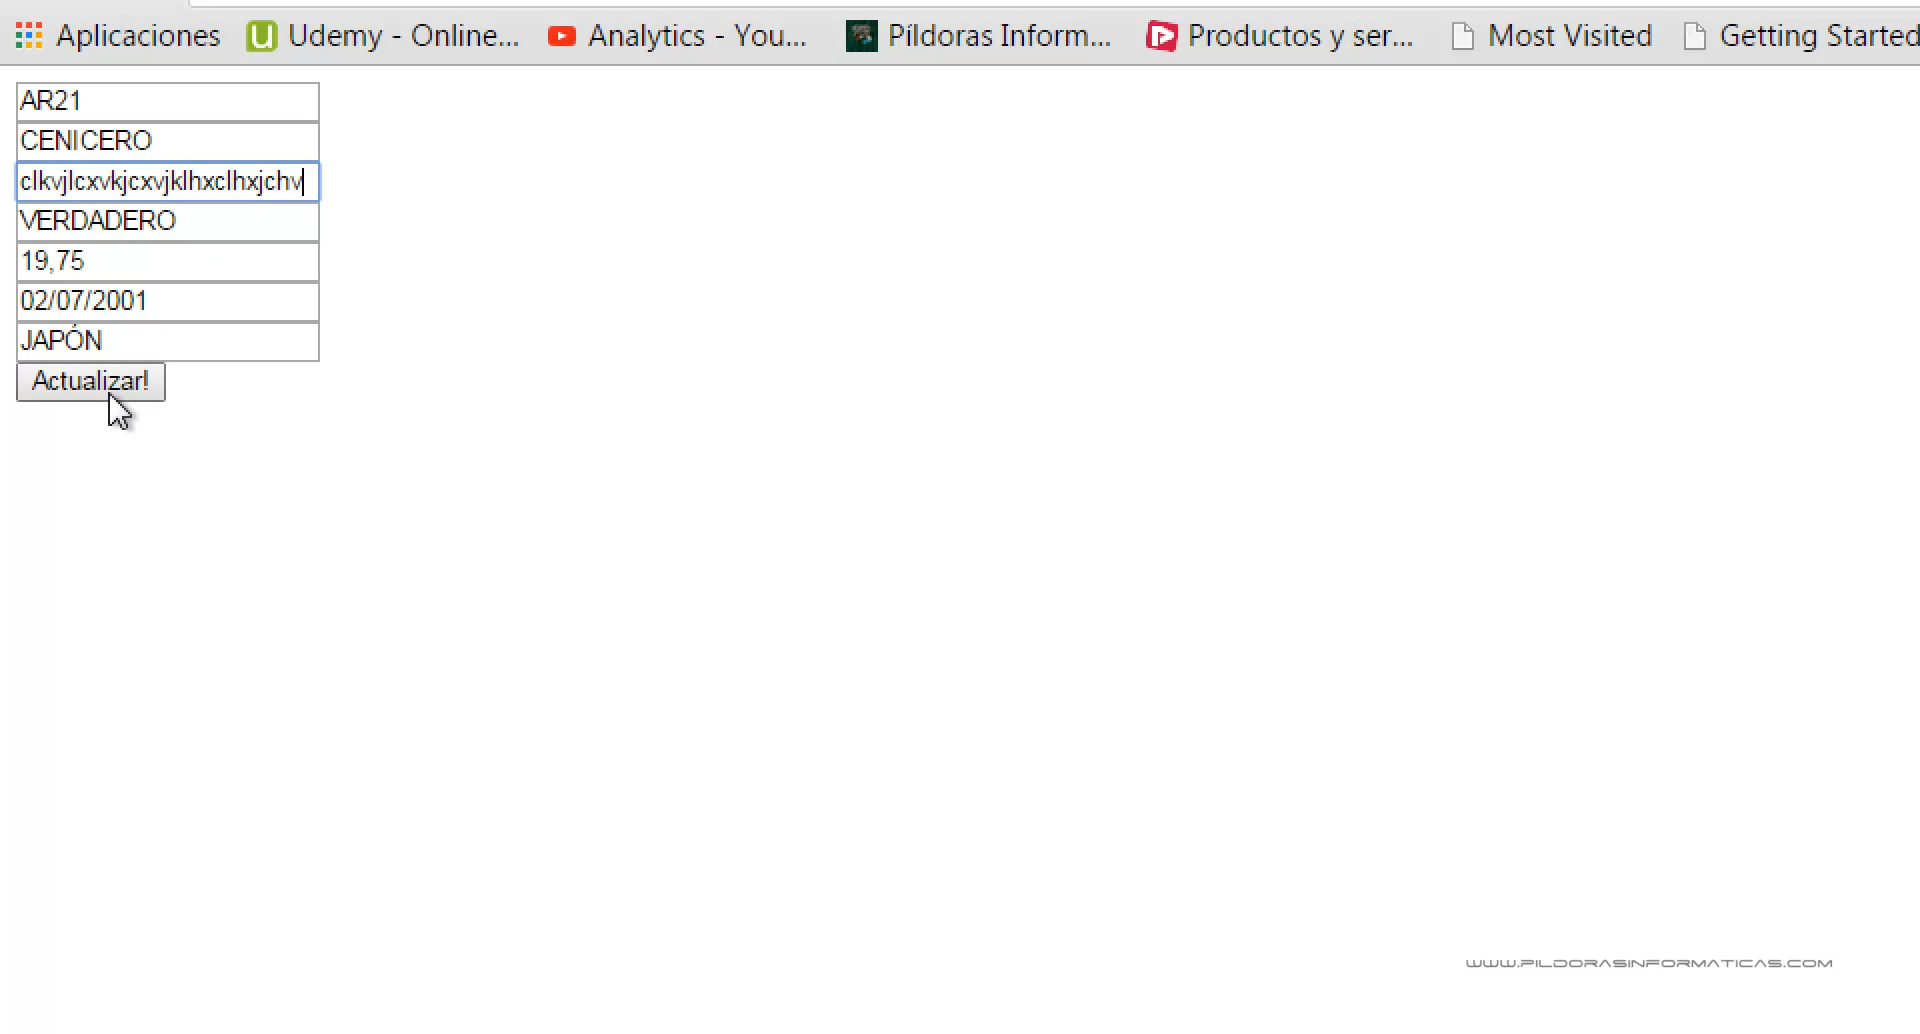 Aplicaciones Udemy - Online... Analytics - You... Píldoras Inform... Productos y ser... Most Visited Getting Started
AR21
CENICERO
clkvjlcxvkjcxvjklhxclhxjchv
VERDADERO
19,75
02/07/2001
JAPÓN
Actualizar!
WWW.PILDORASINFORMATICAS.COM